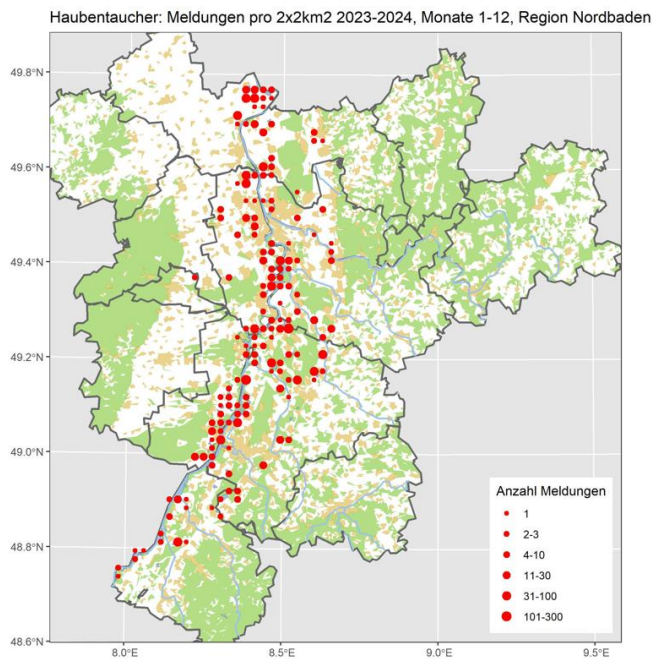 Haubentaucher: Meldungen pro 2x2km2 2023-2024, Monate 1-12, Region Nordbaden
49.8°N
49.6°N
49.4°N
49.2°N
49.0°N
48.8°N
48.6°N
Anzahl Meldungen
1
2-3
4-10
11-30
31-100
101-300
8.0°E
8.5°E
9.0°E
9.5°E